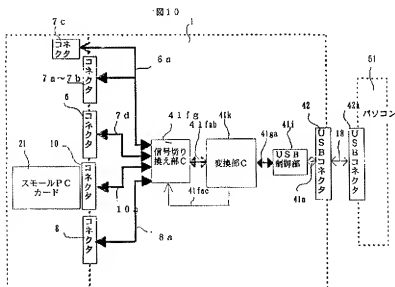 図10
1
7c
コネクタ
6a
7a～7b
コネクタ
6
7d
コネクタ
41fg
41fab
41k
42
42A
51
パソコン
21
10
スモールPCカード
コネクタ
信号切り換え部C
変換部C
41ga
41j
USB制御部
USBコネクタ
18
USBコネクタ
41a
10a
41fac
8
コネクタ
8a